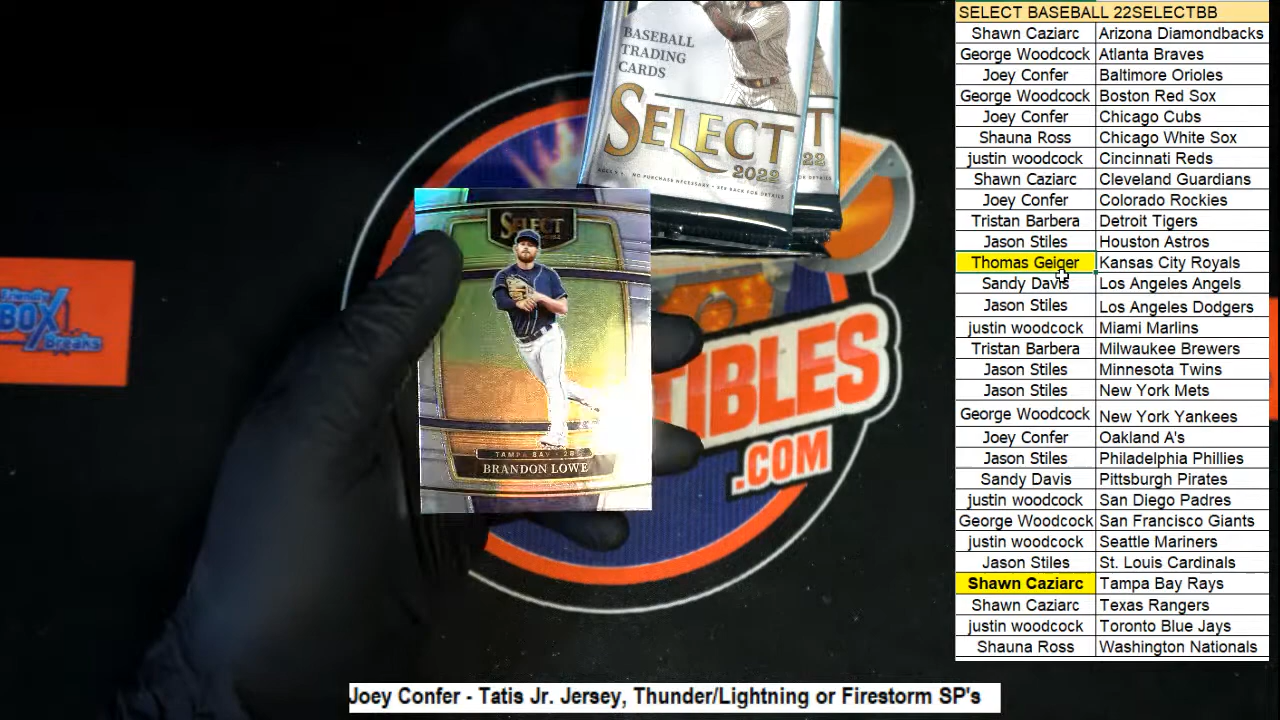 SELECT BASEBALL 22SELECTBB
Shawn Caziarc Arizona Diamondbacks
George Woodcock Atlanta Braves
Joey Confer Baltimore Orioles
George Woodcock Boston Red Sox
Joey Confer Chicago Cubs
Shauna Ross Chicago White Sox
justin woodcock Cincinnati Reds
Shawn Caziarc Cleveland Guardians
Joey Confer Colorado Rockies
Tristan Barbera Detroit Tigers
Jason Stiles Houston Astros
Thomas Geiger Kansas City Royals
Sandy Davis Los Angeles Angels
Jason Stiles Los Angeles Dodgers
justin woodcock Miami Marlins
Tristan Barbera Milwaukee Brewers
Jason Stiles Minnesota Twins
Jason Stiles New York Mets
George Woodcock New York Yankees
Joey Confer Oakland A's
Jason Stiles Philadelphia Phillies
Sandy Davis Pittsburgh Pirates
justin woodcock San Diego Padres
George Woodcock San Francisco Giants
justin woodcock Seattle Mariners
Jason Stiles St. Louis Cardinals
Shawn Caziarc Tampa Bay Rays
Shawn Caziarc Texas Rangers
justin woodcock Toronto Blue Jays
Shauna Ross Washington Nationals
BASEBALL
TRADING
CARDS
SELECT
2022
22
SELECT
TAMPA BAY
BRANDON LOWE
Friendly
BOX
Breaks
TIBLES
.COM
Joey Confer - Tatis Jr. Jersey, Thunder/Lightning or Firestorm SP's